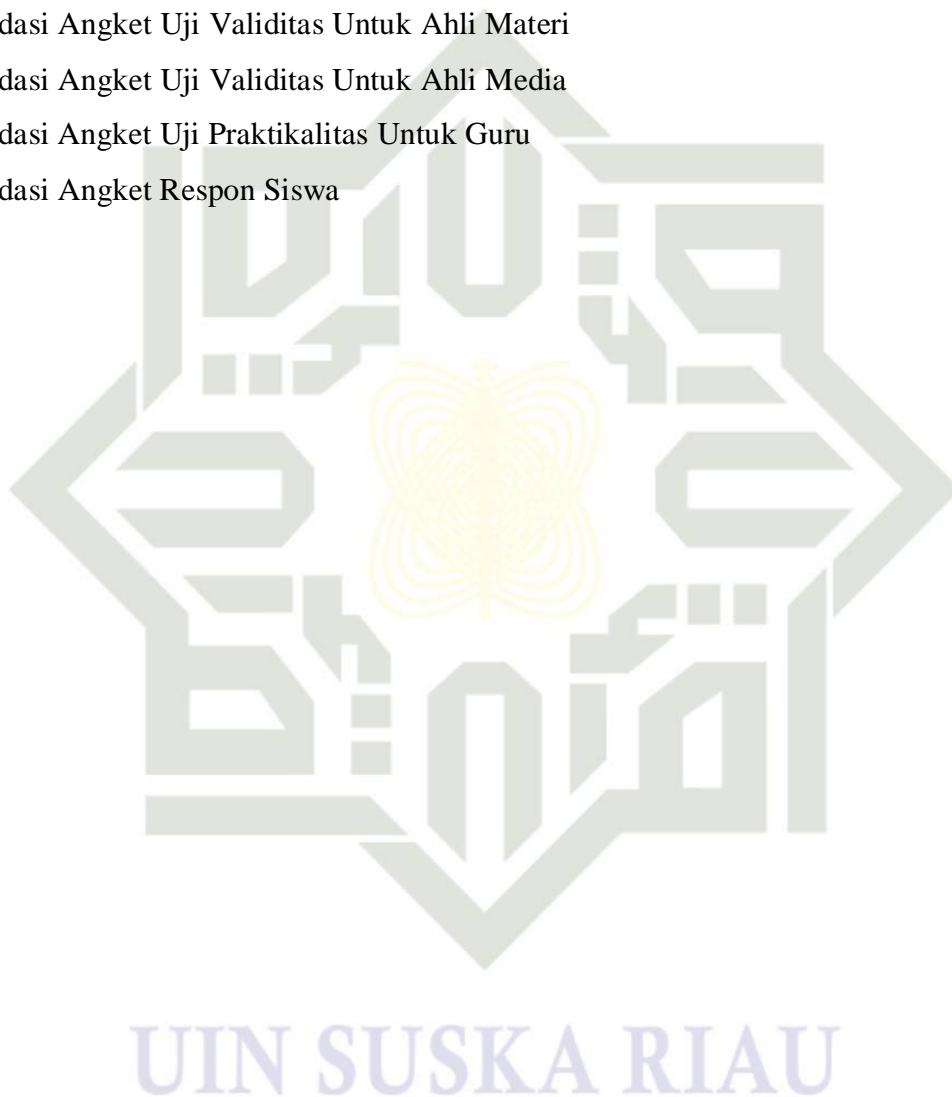 dasi Angket Uji Validitas Untuk Ahli Materi
dasi Angket Uji Validitas Untuk Ahli Media
dasi Angket Uji Praktikalitas Untuk Guru
dasi Angket Respon Siswa
UIN SUSKA RIAU